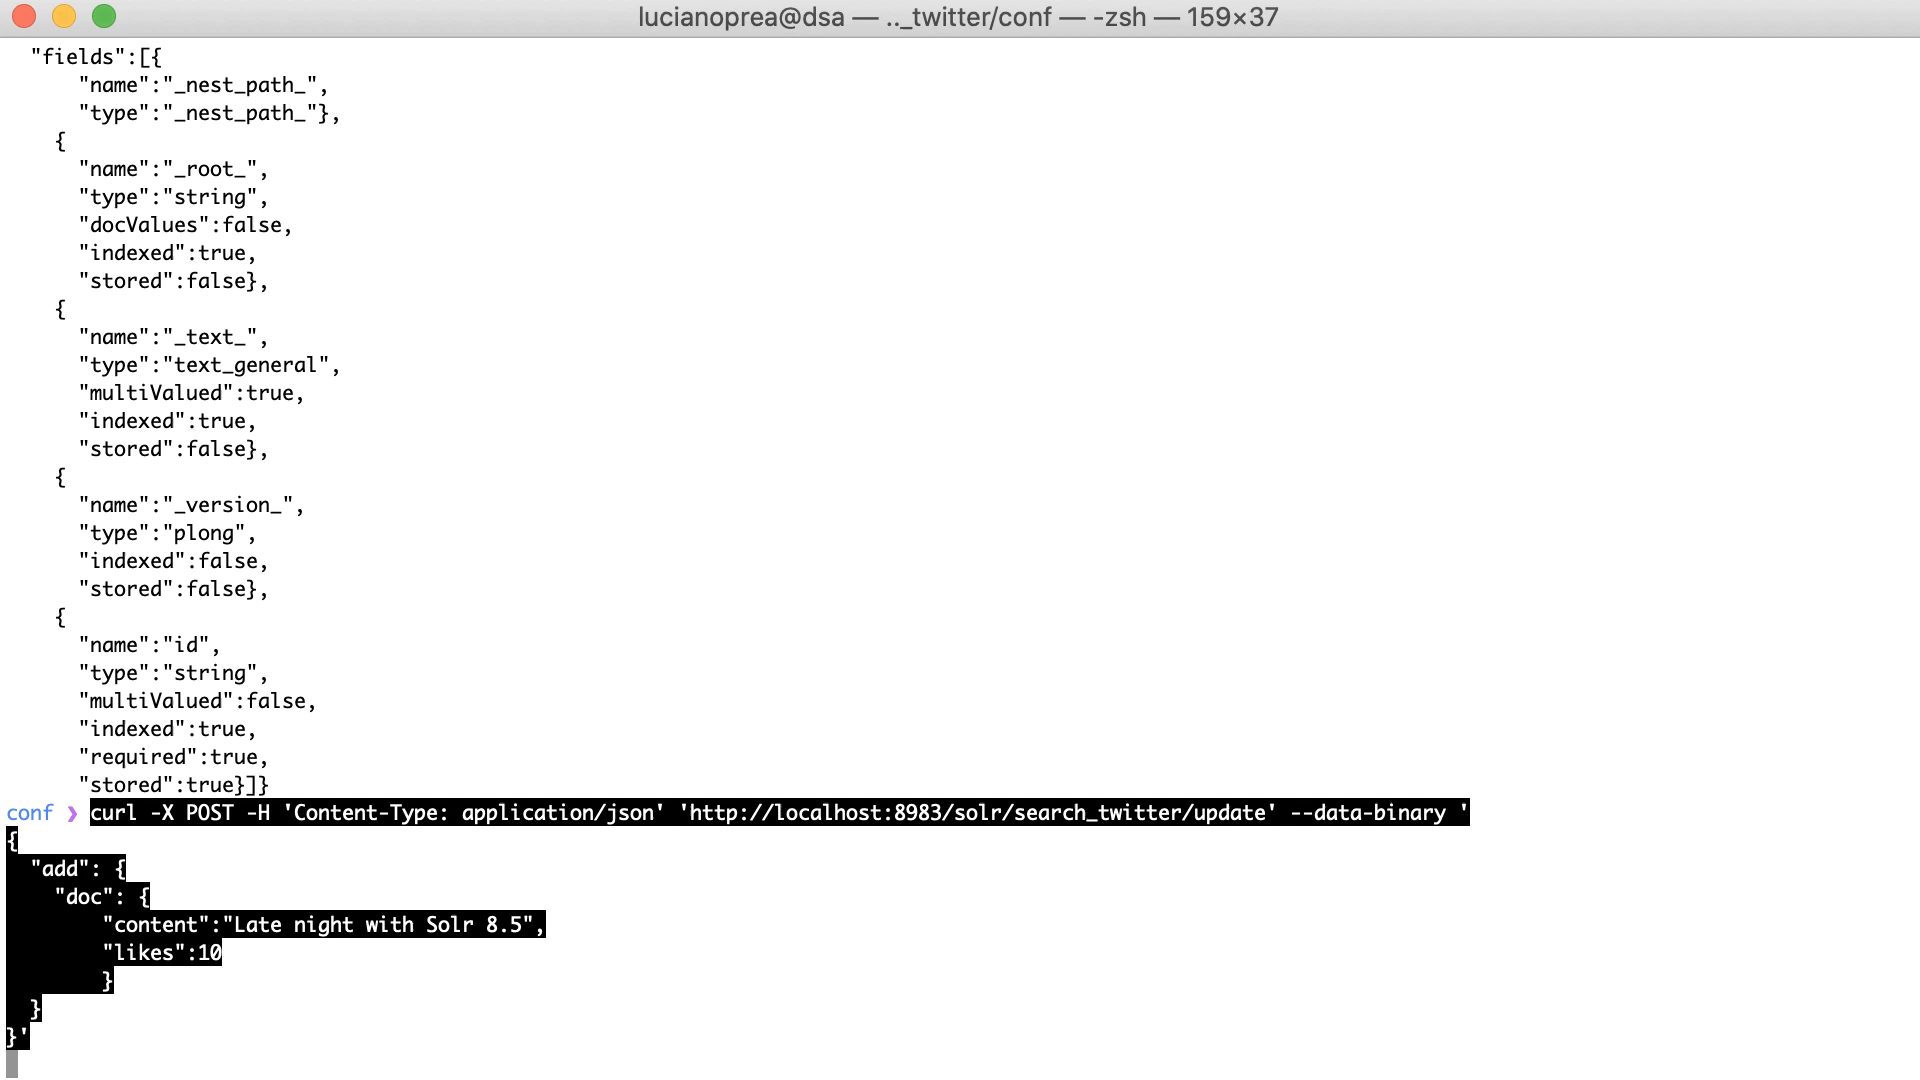 lucianoprea@dsa — .._twitter/conf — -zsh — 159×37
"fields":[{
"name":"_nest_path_",
"type":"_nest_path_"},
{
"name":"_root_",
"type":"string",
"docValues":false,
"indexed":true,
"stored":false},
{
"name":"_text_",
"type":"text_general",
"multiValued":true,
"indexed":true,
"stored":false},
{
"name":"_version_",
"type":"plong",
"indexed":false,
"stored":false},
{
"name":"id",
"type":"string",
"multiValued":false,
"indexed":true,
"required":true,
"stored":true}]}
conf ❯ curl -X POST -H 'Content-Type: application/json' 'http://localhost:8983/solr/search_twitter/update' --data-binary '
{
"add": {
"doc": {
"content":"Late night with Solr 8.5",
"likes":10
}
}
}'